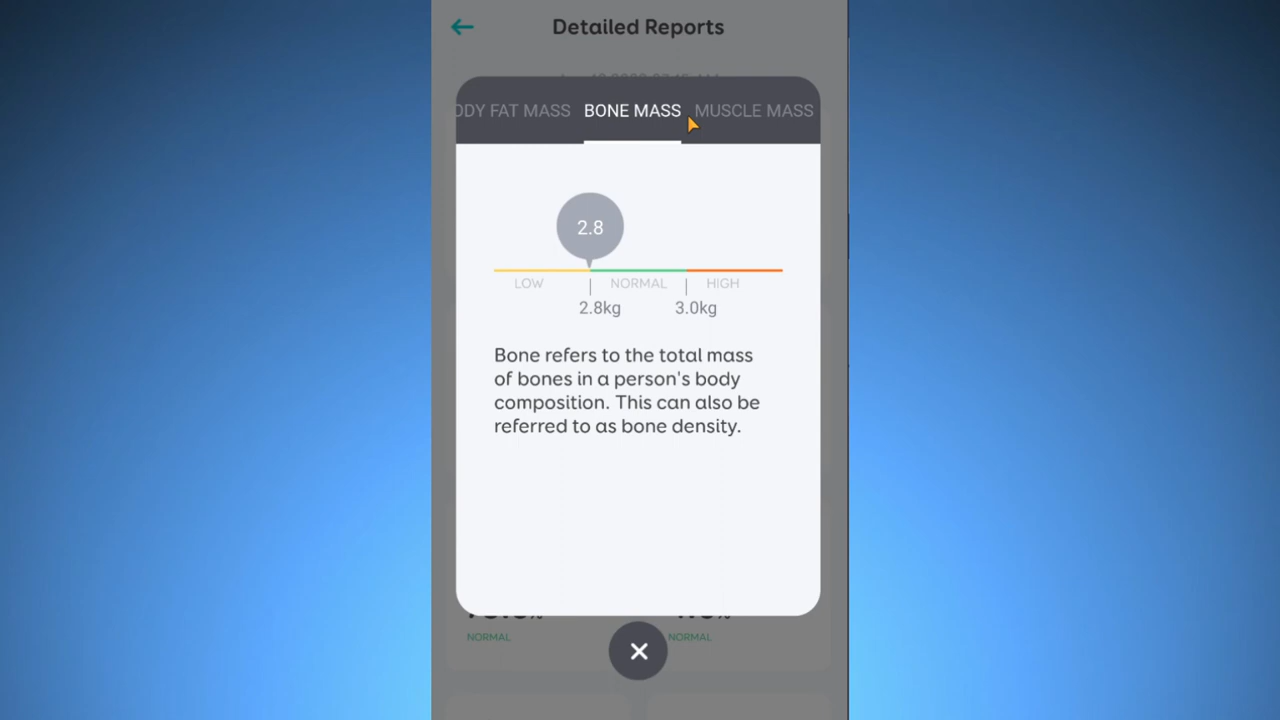 Detailed Reports
ODY FAT MASS BONE MASS MUSCLE MASS
2.8
LOW NORMAL HIGH
2.8kg 3.0kg
Bone refers to the total mass
of bones in a person's body
composition. This can also be
referred to as bone density.
NORMAL NORMAL